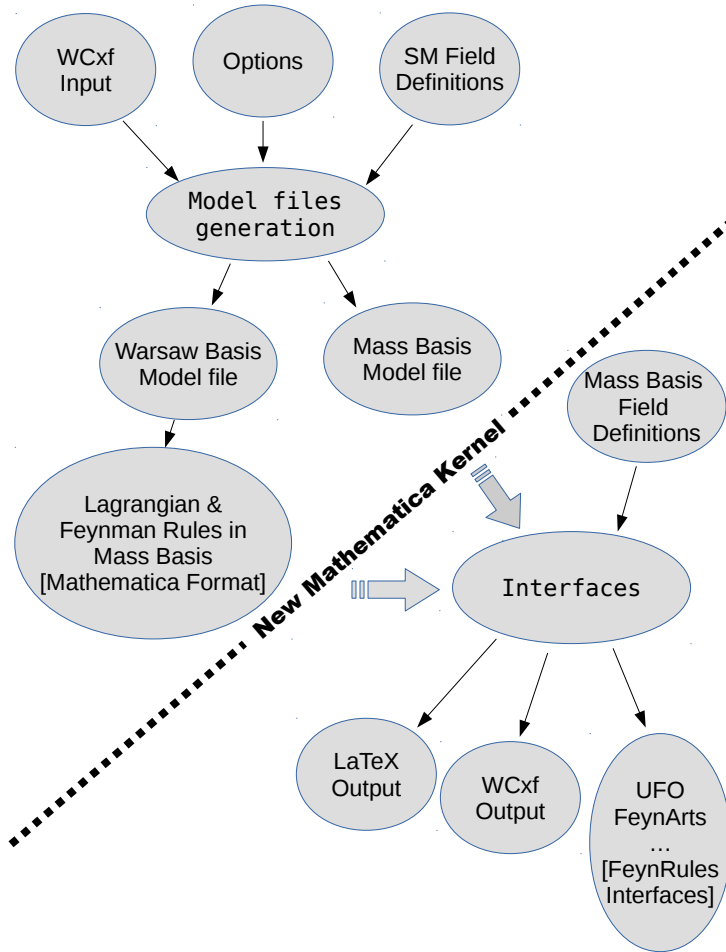 WCxf
Input
Options
SM Field
Definitions
Model files
generation
Warsaw Basis
Model file
Mass Basis
Model file
Mass Basis
Field
Definitions
Lagrangian &
Feynman Rules in
Mass Basis
[Mathematica Format]
New Mathematica Kernel
Interfaces
LaTeX
Output
WCxf
Output
UFO
FeynArts
...
[FeynRules
Interfaces]